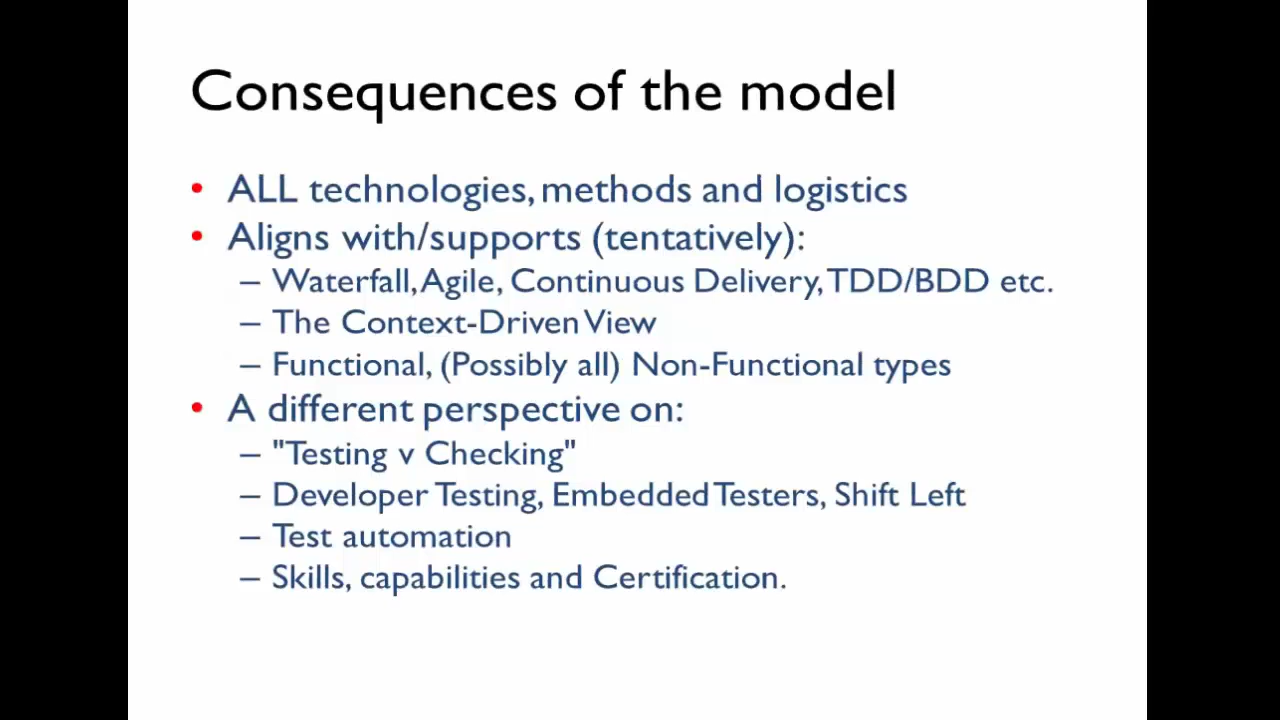 Consequences of the model
• ALL technologies, methods and logistics
• Aligns with/supports (tentatively):
– Waterfall, Agile, Continuous Delivery, TDD/BDD etc.
– The Context-Driven View
– Functional, (Possibly all) Non-Functional types
• A different perspective on:
– "Testing v Checking"
– Developer Testing, Embedded Testers, Shift Left
– Test automation
– Skills, capabilities and Certification.